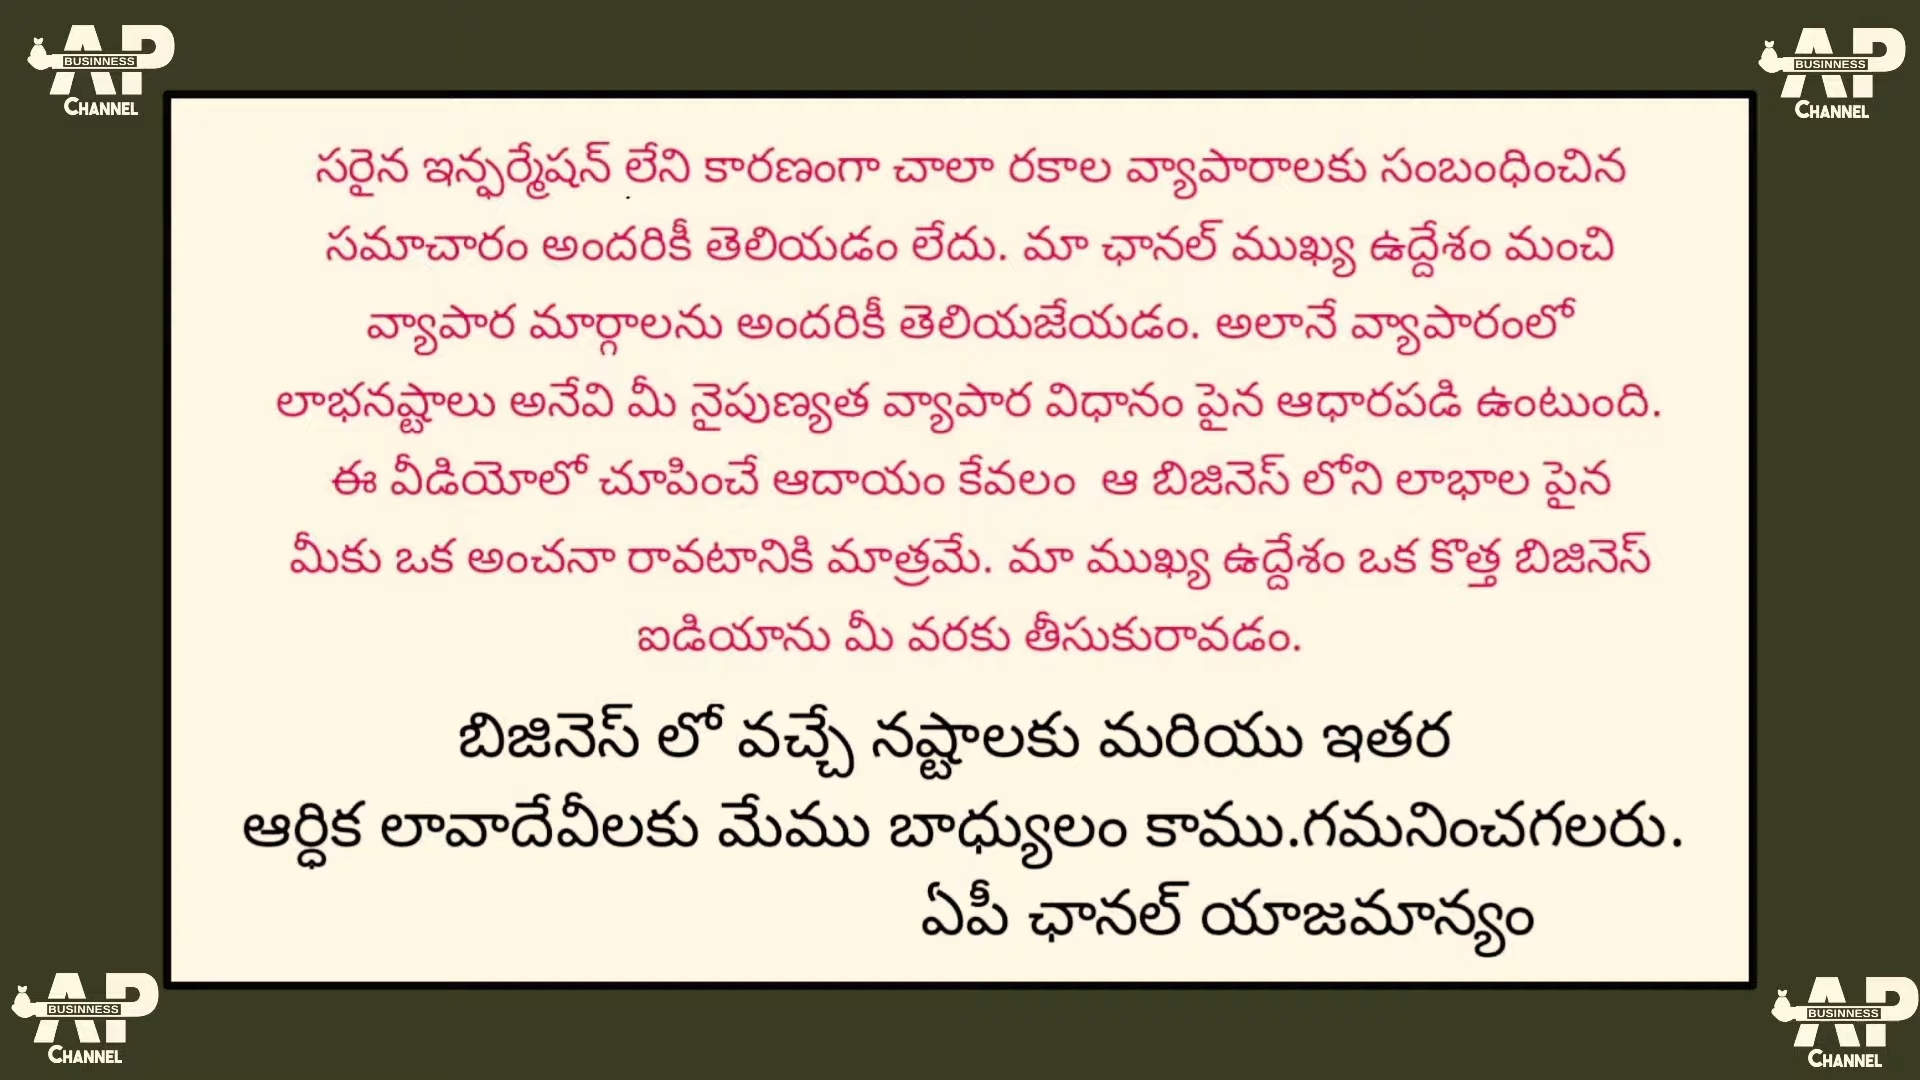 AP
BUSINNESS
CHANNEL
AP
BUSINNESS
CHANNEL
సరైన ఇన్ఫర్మేషన్ లేని కారణంగా చాలా రకాల వ్యాపారాలకు సంబంధించిన
సమాచారం అందరికీ తెలియడం లేదు. మా ఛానల్ ముఖ్య ఉద్దేశం మంచి
వ్యాపార మార్గాలను అందరికీ తెలియజేయడం. అలానే వ్యాపారంలో
లాభనష్టాలు అనేవి మీ నైపుణ్యత వ్యాపార విధానం పైన ఆధారపడి ఉంటుంది.
ఈ వీడియోలో చూపించే ఆదాయం కేవలం ఆ బిజినెస్ లోని లాభాల పైన
మీకు ఒక అంచనా రావటానికి మాత్రమే. మా ముఖ్య ఉద్దేశం ఒక కొత్త బిజినెస్
ఐడియాను మీ వరకు తీసుకురావడం.
బిజినెస్ లో వచ్చే నష్టాలకు మరియు ఇతర
ఆర్ధిక లావాదేవీలకు మేము బాధ్యులం కాము.గమనించగలరు.
ఏపీ ఛానల్ యాజమాన్యం
AP
BUSINNESS
CHANNEL
AP
BUSINNESS
CHANNEL